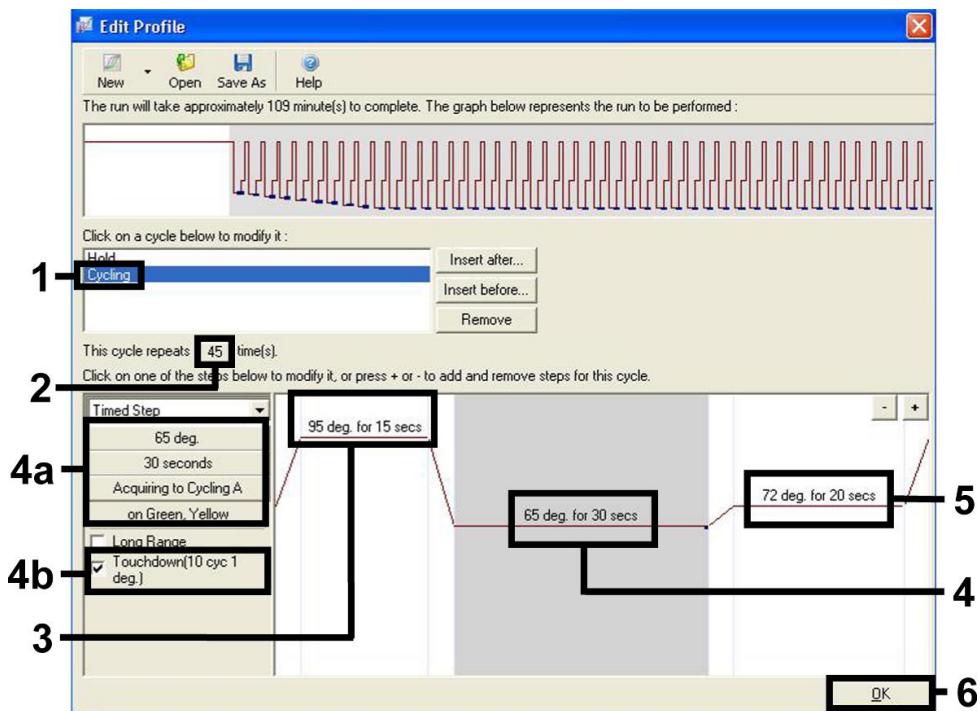 Edit Profile
New Open Save As Help
The run will take approximately 109 minute(s) to complete. The graph below represents the run to be performed :
Click on a cycle below to modify it :
Hold
1 Cycling
Insert after...
Insert before...
Remove
This cycle repeats 45 time(s).
2
Click on one of the steps below to modify it, or press + or - to add and remove steps for this cycle.
Timed Step
- +
4a
65 deg.
30 seconds
Acquiring to Cycling A
on Green, Yellow
Long Range
4b
Touchdown(10 cyc 1
deg.)
95 deg. for 15 secs
3
65 deg. for 30 secs
4
72 deg. for 20 secs
5
OK
6